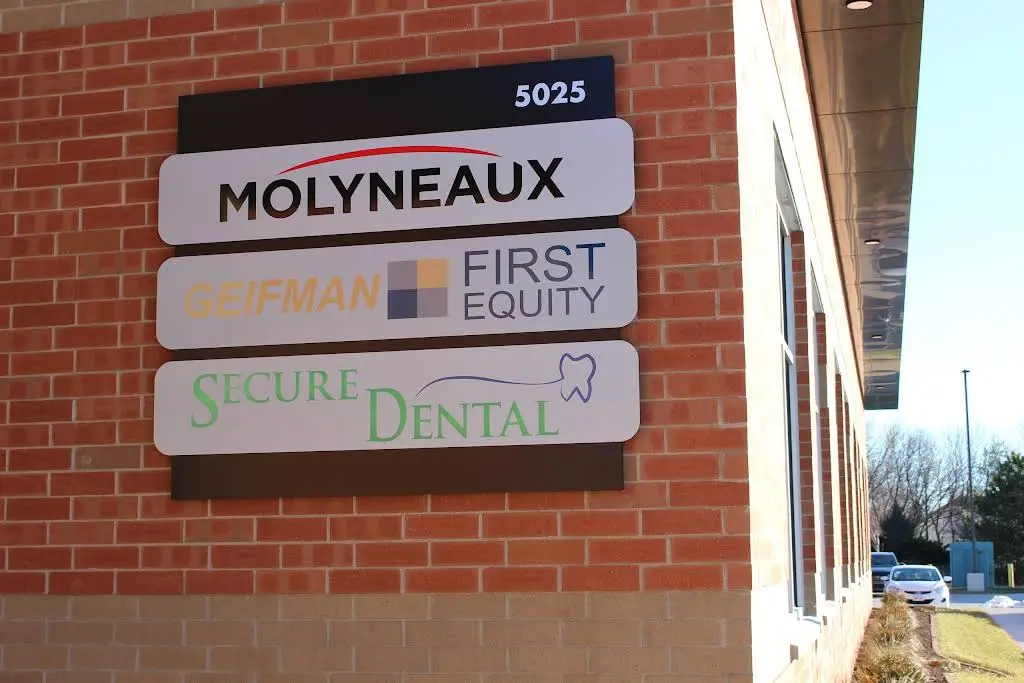 5025
MOLYNEAUX
GEIFMAN FIRST EQUITY
SECURE DENTAL